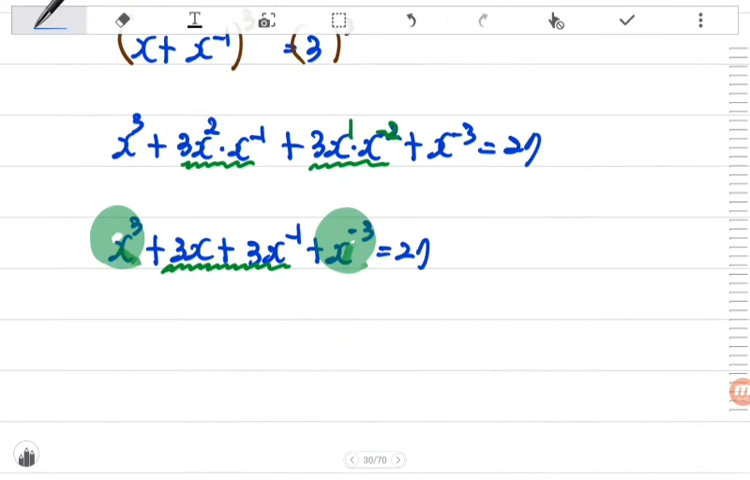 T
(x + x⁻¹)³ = (3)³
x³ + 3x²·x⁻¹ + 3x¹·x⁻² + x⁻³ = 27
x³ + 3x + 3x⁻¹ + x⁻³ = 27
30/70